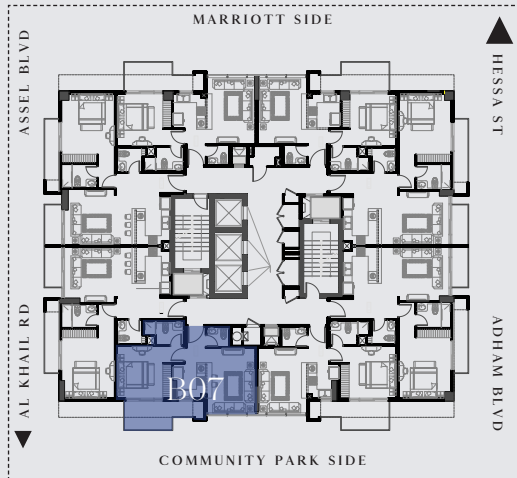 MARRIOTT SIDE
ASSEL BLVD
HESSA ST
AL KHAIL RD
ADHAM BLVD
B07
COMMUNITY PARK SIDE